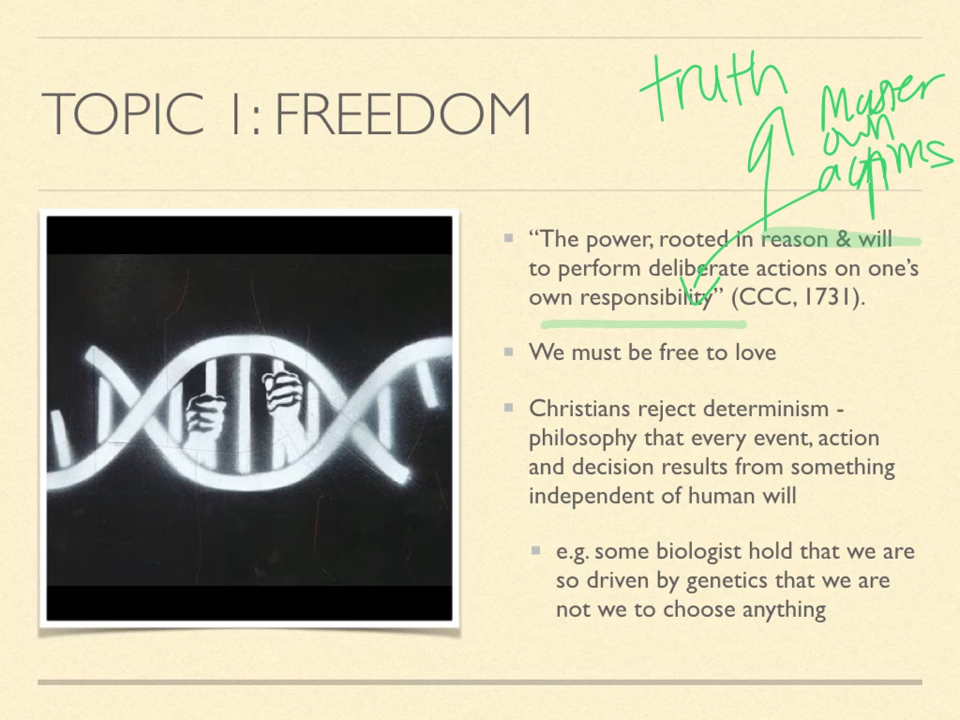 TOPIC 1: FREEDOM
truth
Master
own
actions
“The power, rooted in reason & will
to perform deliberate actions on one’s
own responsibility” (CCC, 1731).
We must be free to love
Christians reject determinism -
philosophy that every event, action
and decision results from something
independent of human will
e.g. some biologist hold that we are
so driven by genetics that we are
not we to choose anything